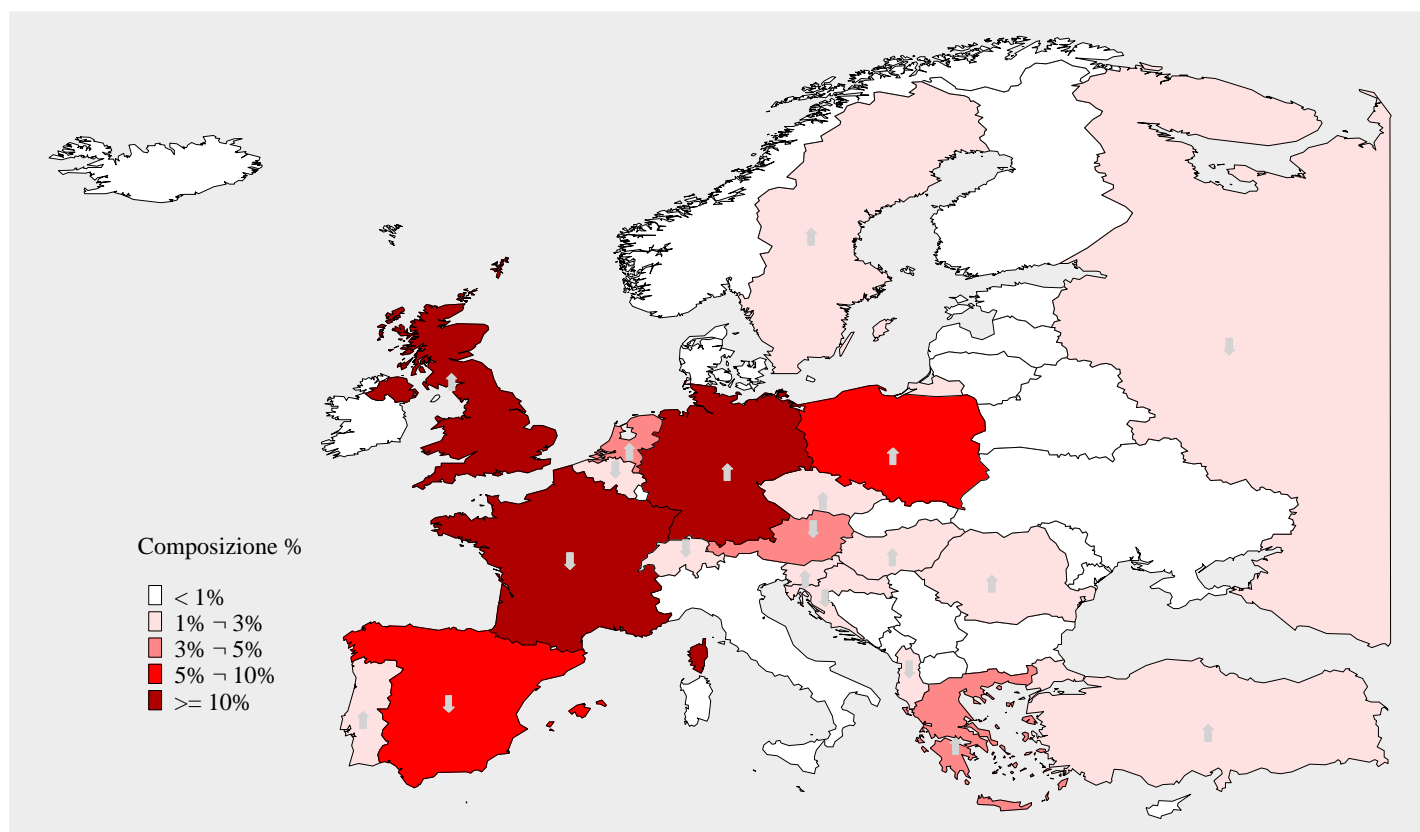 Composizione %
< 1%
1% ¬ 3%
3% ¬ 5%
5% ¬ 10%
>= 10%